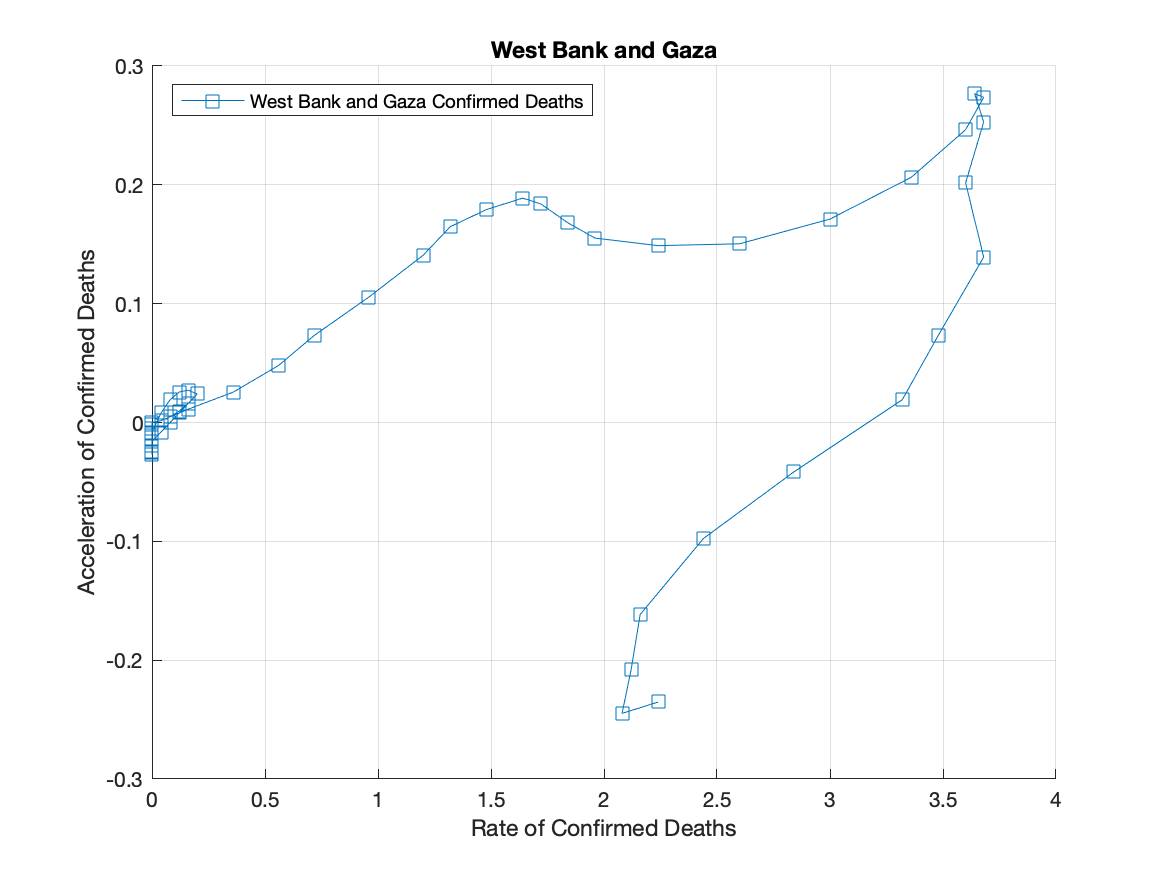 West Bank and Gaza
West Bank and Gaza Confirmed Deaths
Acceleration of Confirmed Deaths
0.3
0.2
0.1
0
-0.1
-0.2
-0.3
0 0.5 1 1.5 2 2.5 3 3.5 4
Rate of Confirmed Deaths